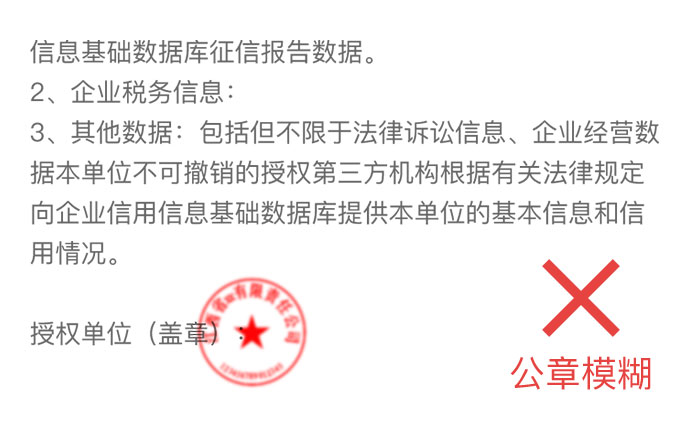 信息基础数据库征信报告数据。
2、企业税务信息：
3、其他数据：包括但不限于法律诉讼信息、企业经营数
据本单位不可撤销的授权第三方机构根据有关法律规定
向企业信用信息基础数据库提供本单位的基本信息和信
用情况。
授权单位（盖章）：
省xx有限责任公司
公章模糊